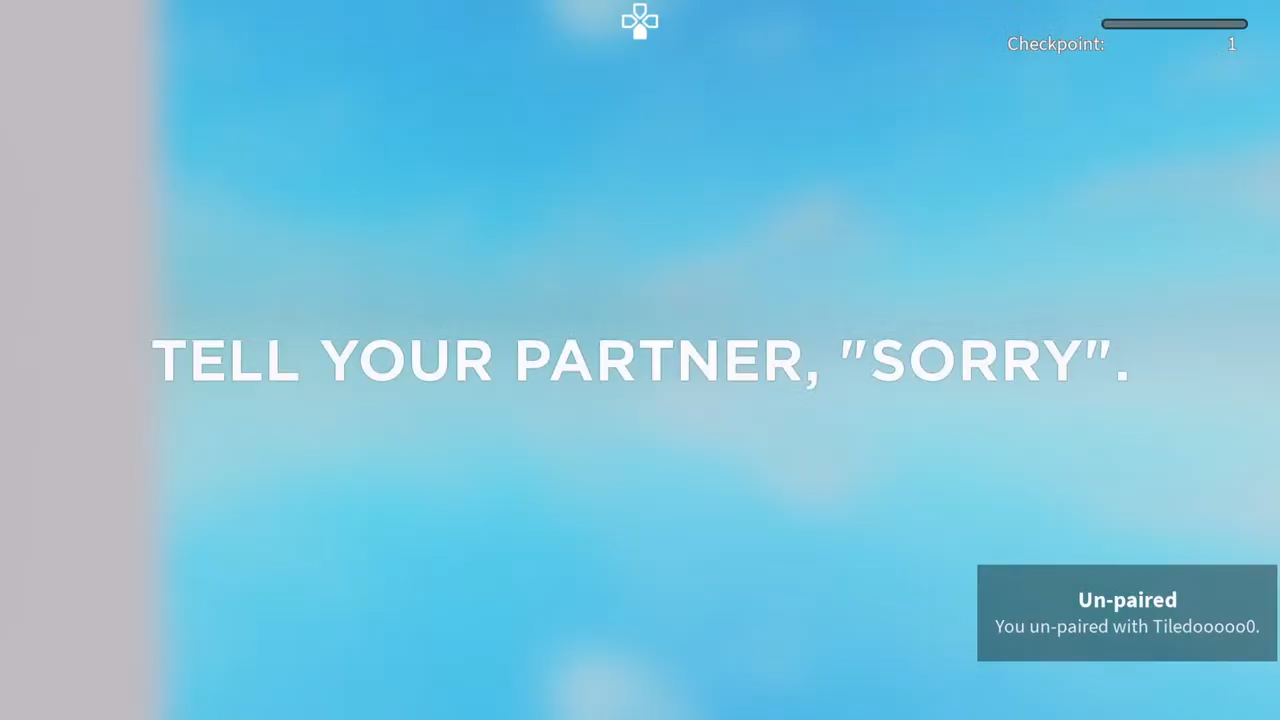 Checkpoint: 1
TELL YOUR PARTNER, "SORRY".
Un-paired
You un-paired with Tiledooooo0.